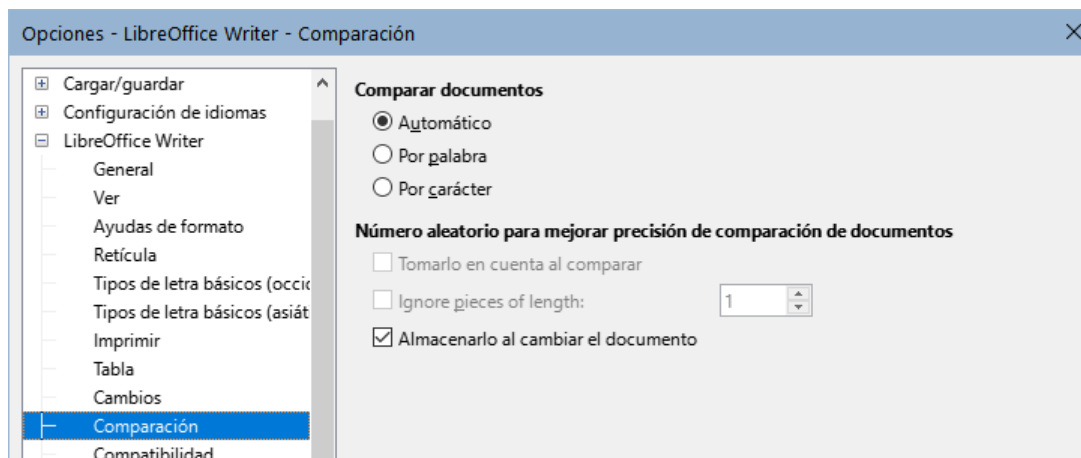 Opciones - LibreOffice Writer - Comparación
Cargar/guardar
Configuración de idiomas
LibreOffice Writer
General
Ver
Ayudas de formato
Retícula
Tipos de letra básicos (occid
Tipos de letra básicos (asiát
Imprimir
Tabla
Cambios
Comparación
Compatibilidad
Comparar documentos
Automático
Por palabra
Por carácter
Número aleatorio para mejorar precisión de comparación de documentos
Tomarlo en cuenta al comparar
Ignore pieces of length: 1
Almacenarlo al cambiar el documento